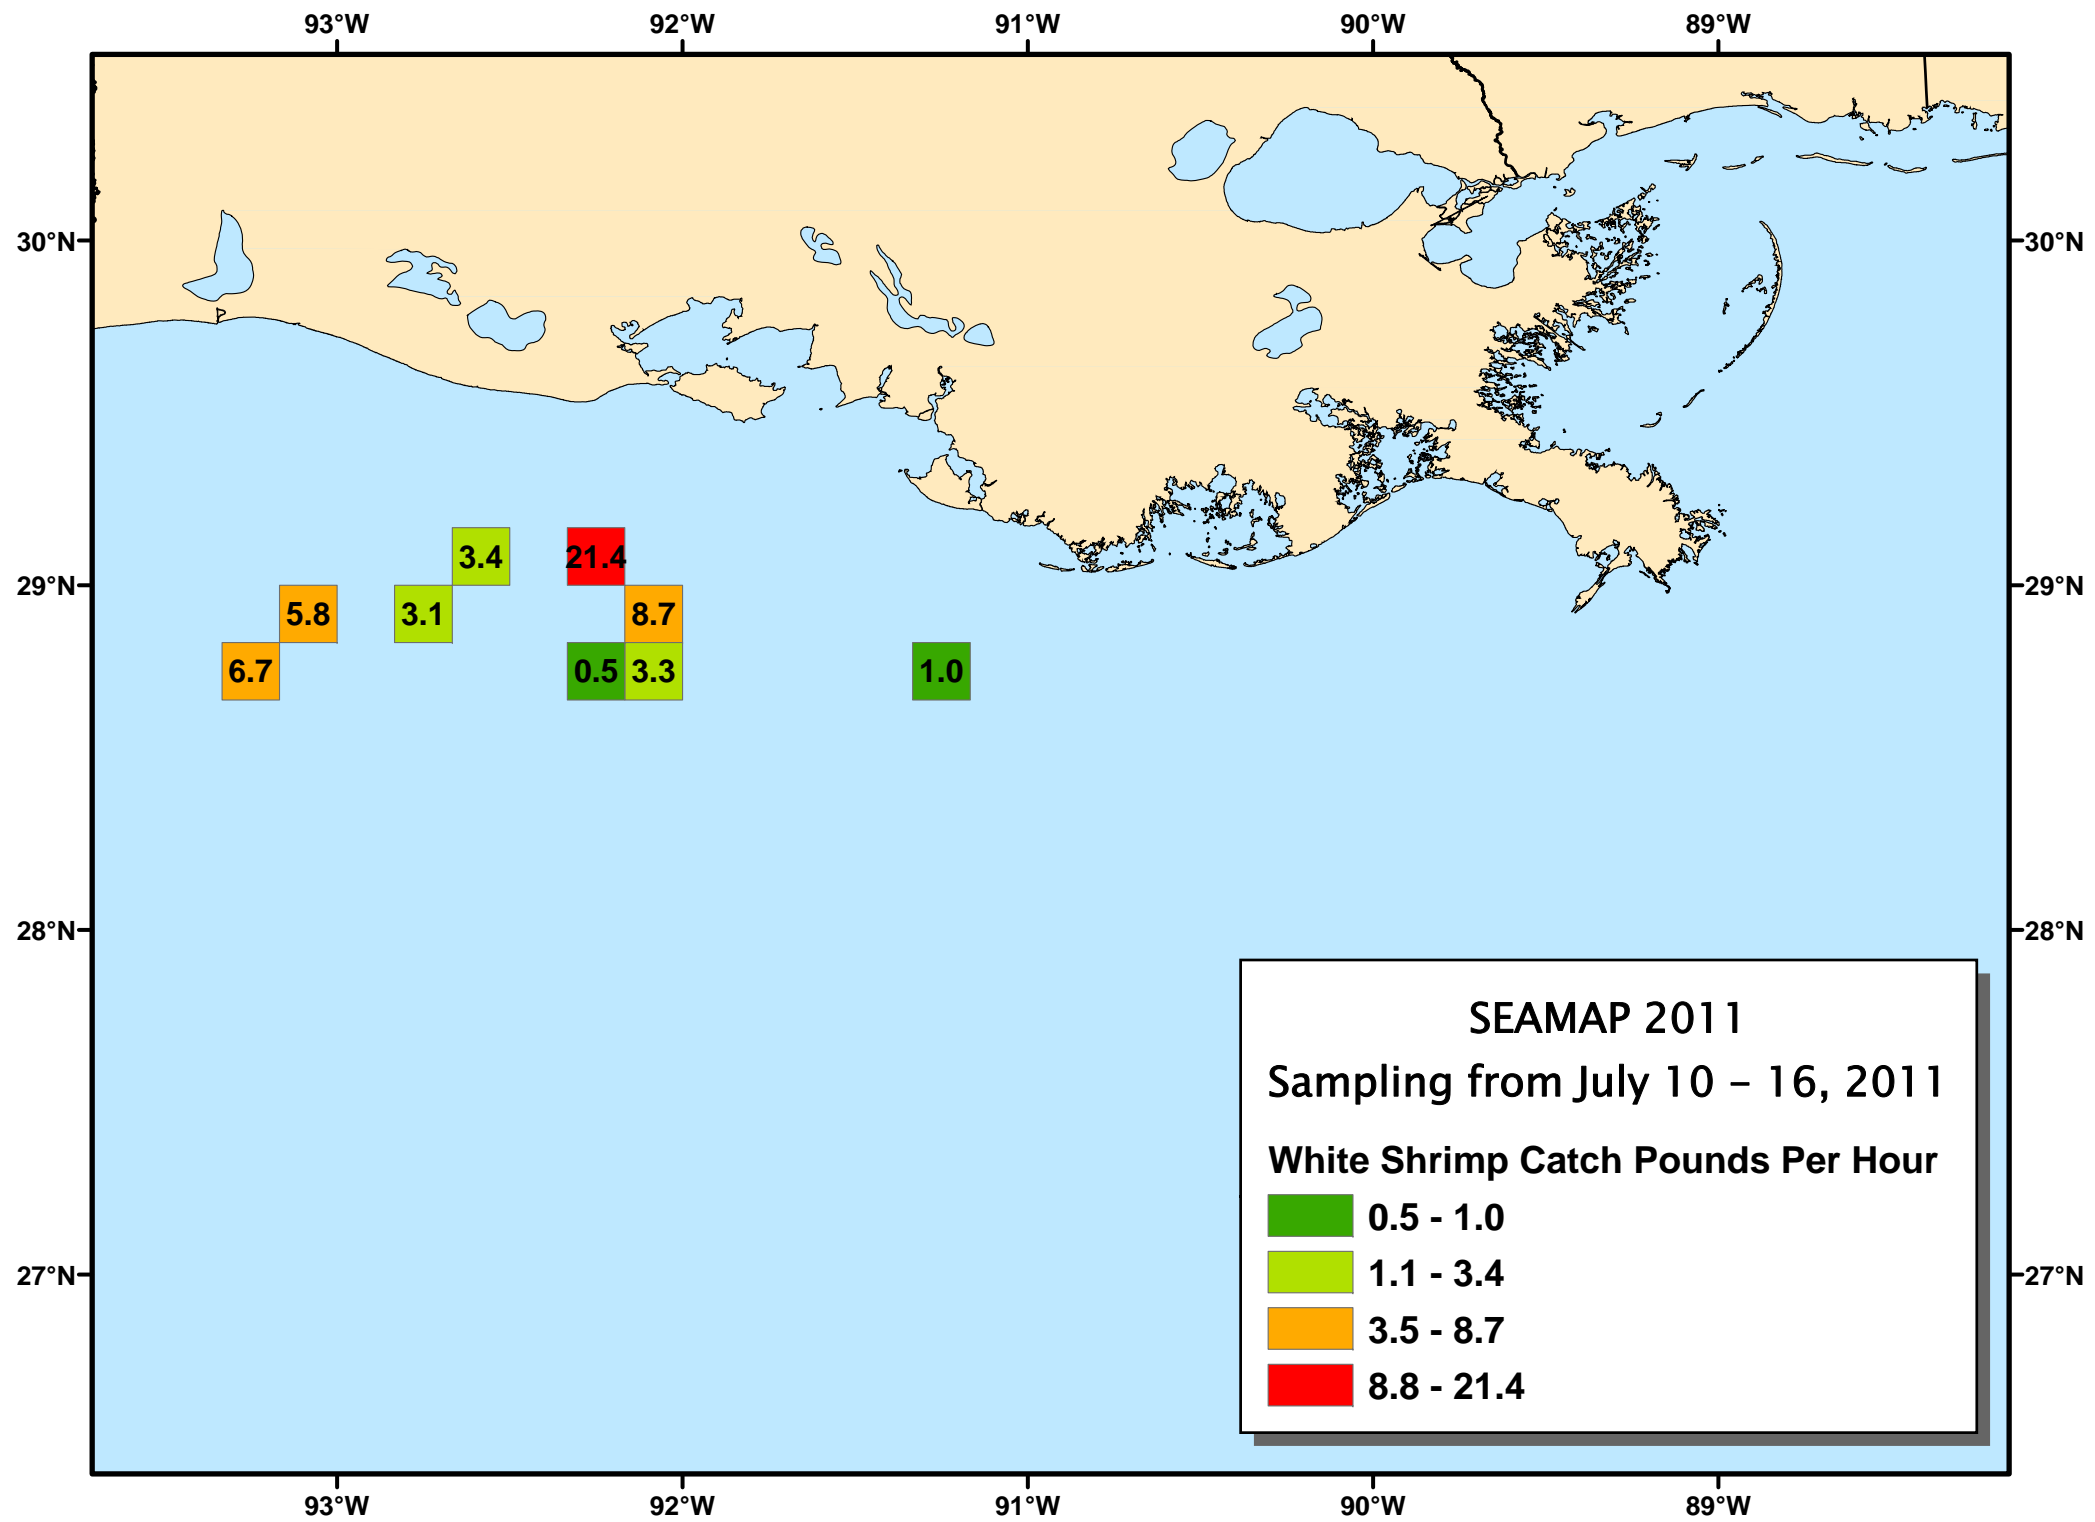 93°W 92°W 91°W 90°W 89°W
30°N 30°N
3.4 21.4
29°N 29°N
5.8 3.1 8.7
6.7 0.5 3.3 1.0
28°N 28°N
SEAMAP 2011
Sampling from July 10 – 16, 2011
White Shrimp Catch Pounds Per Hour
0.5 - 1.0
1.1 - 3.4
27°N 27°N
3.5 - 8.7
8.8 - 21.4
93°W 92°W 91°W 90°W 89°W